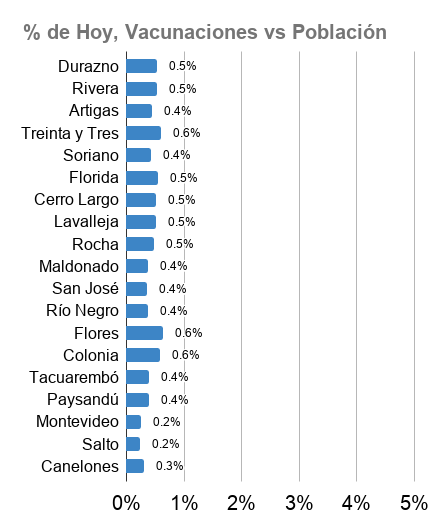 % de Hoy, Vacunaciones vs Población
Durazno 0.5%
Rivera 0.5%
Artigas 0.4%
Treinta y Tres 0.6%
Soriano 0.4%
Florida 0.5%
Cerro Largo 0.5%
Lavalleja 0.5%
Rocha 0.5%
Maldonado 0.4%
San José 0.4%
Río Negro 0.4%
Flores 0.6%
Colonia 0.6%
Tacuarembó 0.4%
Paysandú 0.4%
Montevideo 0.2%
Salto 0.2%
Canelones 0.3%
0% 1% 2% 3% 4% 5%